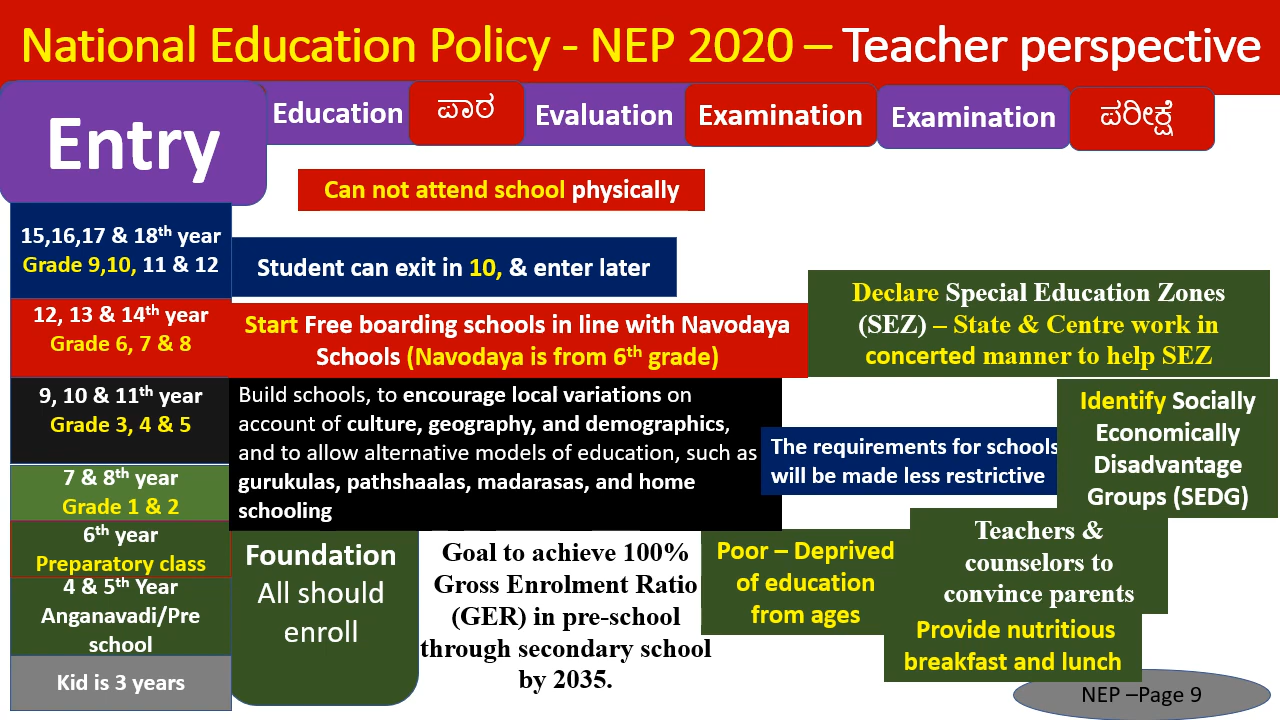 National Education Policy - NEP 2020 – Teacher perspective
Entry
Education
ಪಾಠ
Evaluation
Examination
Examination
ಪರೀಕ್ಷೆ
Can not attend school physically
15,16,17 & 18th year
Grade 9,10, 11 & 12
Student can exit in 10, & enter later
12, 13 & 14th year
Grade 6, 7 & 8
Start Free boarding schools in line with Navodaya
Schools (Navodaya is from 6th grade)
Declare Special Education Zones
(SEZ) – State & Centre work in
concerted manner to help SEZ
9, 10 & 11th year
Grade 3, 4 & 5
Build schools, to encourage local variations on
account of culture, geography, and demographics,
and to allow alternative models of education, such as
gurukulas, pathshaalas, madarasas, and home
schooling
The requirements for schools
will be made less restrictive
Identify Socially
Economically
Disadvantage
Groups (SEDG)
7 & 8th year
Grade 1 & 2
6th year
Preparatory class
4 & 5th Year
Anganavadi/Pre
school
Kid is 3 years
Foundation
All should
enroll
Goal to achieve 100%
Gross Enrolment Ratio
(GER) in pre-school
through secondary school
by 2035.
Poor – Deprived
of education
from ages
Teachers &
counselors to
convince parents
Provide nutritious
breakfast and lunch
NEP –Page 9